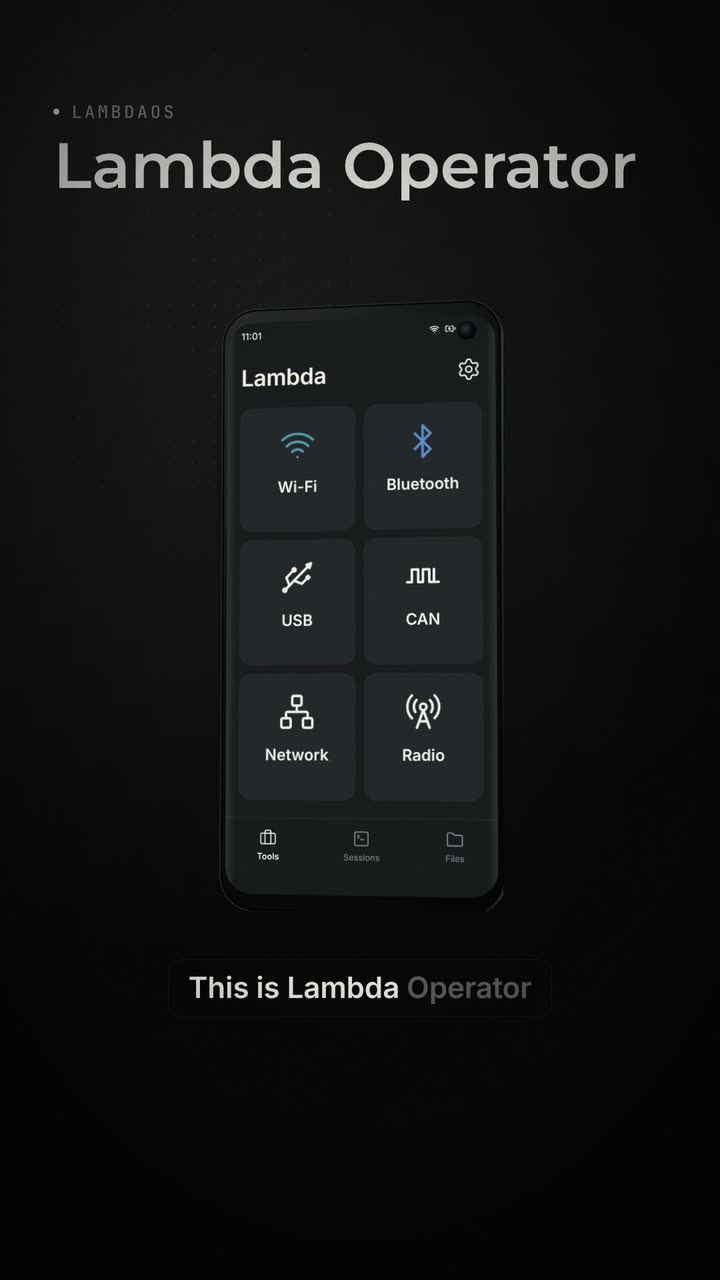 LAMBDAOS
Lambda Operator
11:01
Lambda
Wi-Fi
Bluetooth
USB
CAN
Network
Radio
Tools
Sessions
Files
This is Lambda Operator